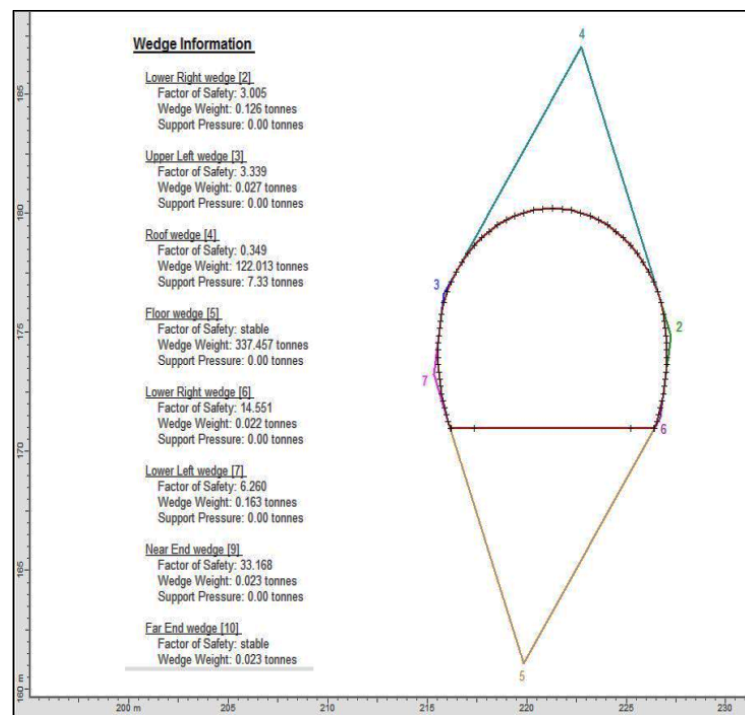 Wedge Information
Lower Right wedge [2]
Factor of Safety: 3.005
Wedge Weight: 0.126 tonnes
Support Pressure: 0.00 tonnes
Upper Left wedge [3]
Factor of Safety: 3.339
Wedge Weight: 0.027 tonnes
Support Pressure: 0.00 tonnes
Roof wedge [4]
Factor of Safety: 0.349
Wedge Weight: 122.013 tonnes
Support Pressure: 7.33 tonnes
Floor wedge [5]
Factor of Safety: stable
Wedge Weight: 337.457 tonnes
Support Pressure: 0.00 tonnes
Lower Right wedge [6]
Factor of Safety: 14.551
Wedge Weight: 0.022 tonnes
Support Pressure: 0.00 tonnes
Lower Left wedge [7]
Factor of Safety: 6.260
Wedge Weight: 0.163 tonnes
Support Pressure: 0.00 tonnes
Near End wedge [9]
Factor of Safety: 33.168
Wedge Weight: 0.023 tonnes
Support Pressure: 0.00 tonnes
Far End wedge [10]
Factor of Safety: stable
Wedge Weight: 0.023 tonnes
4
3
2
7
6
5
185
180
175
170
165
160 m
200 m
205
210
215
220
225
230